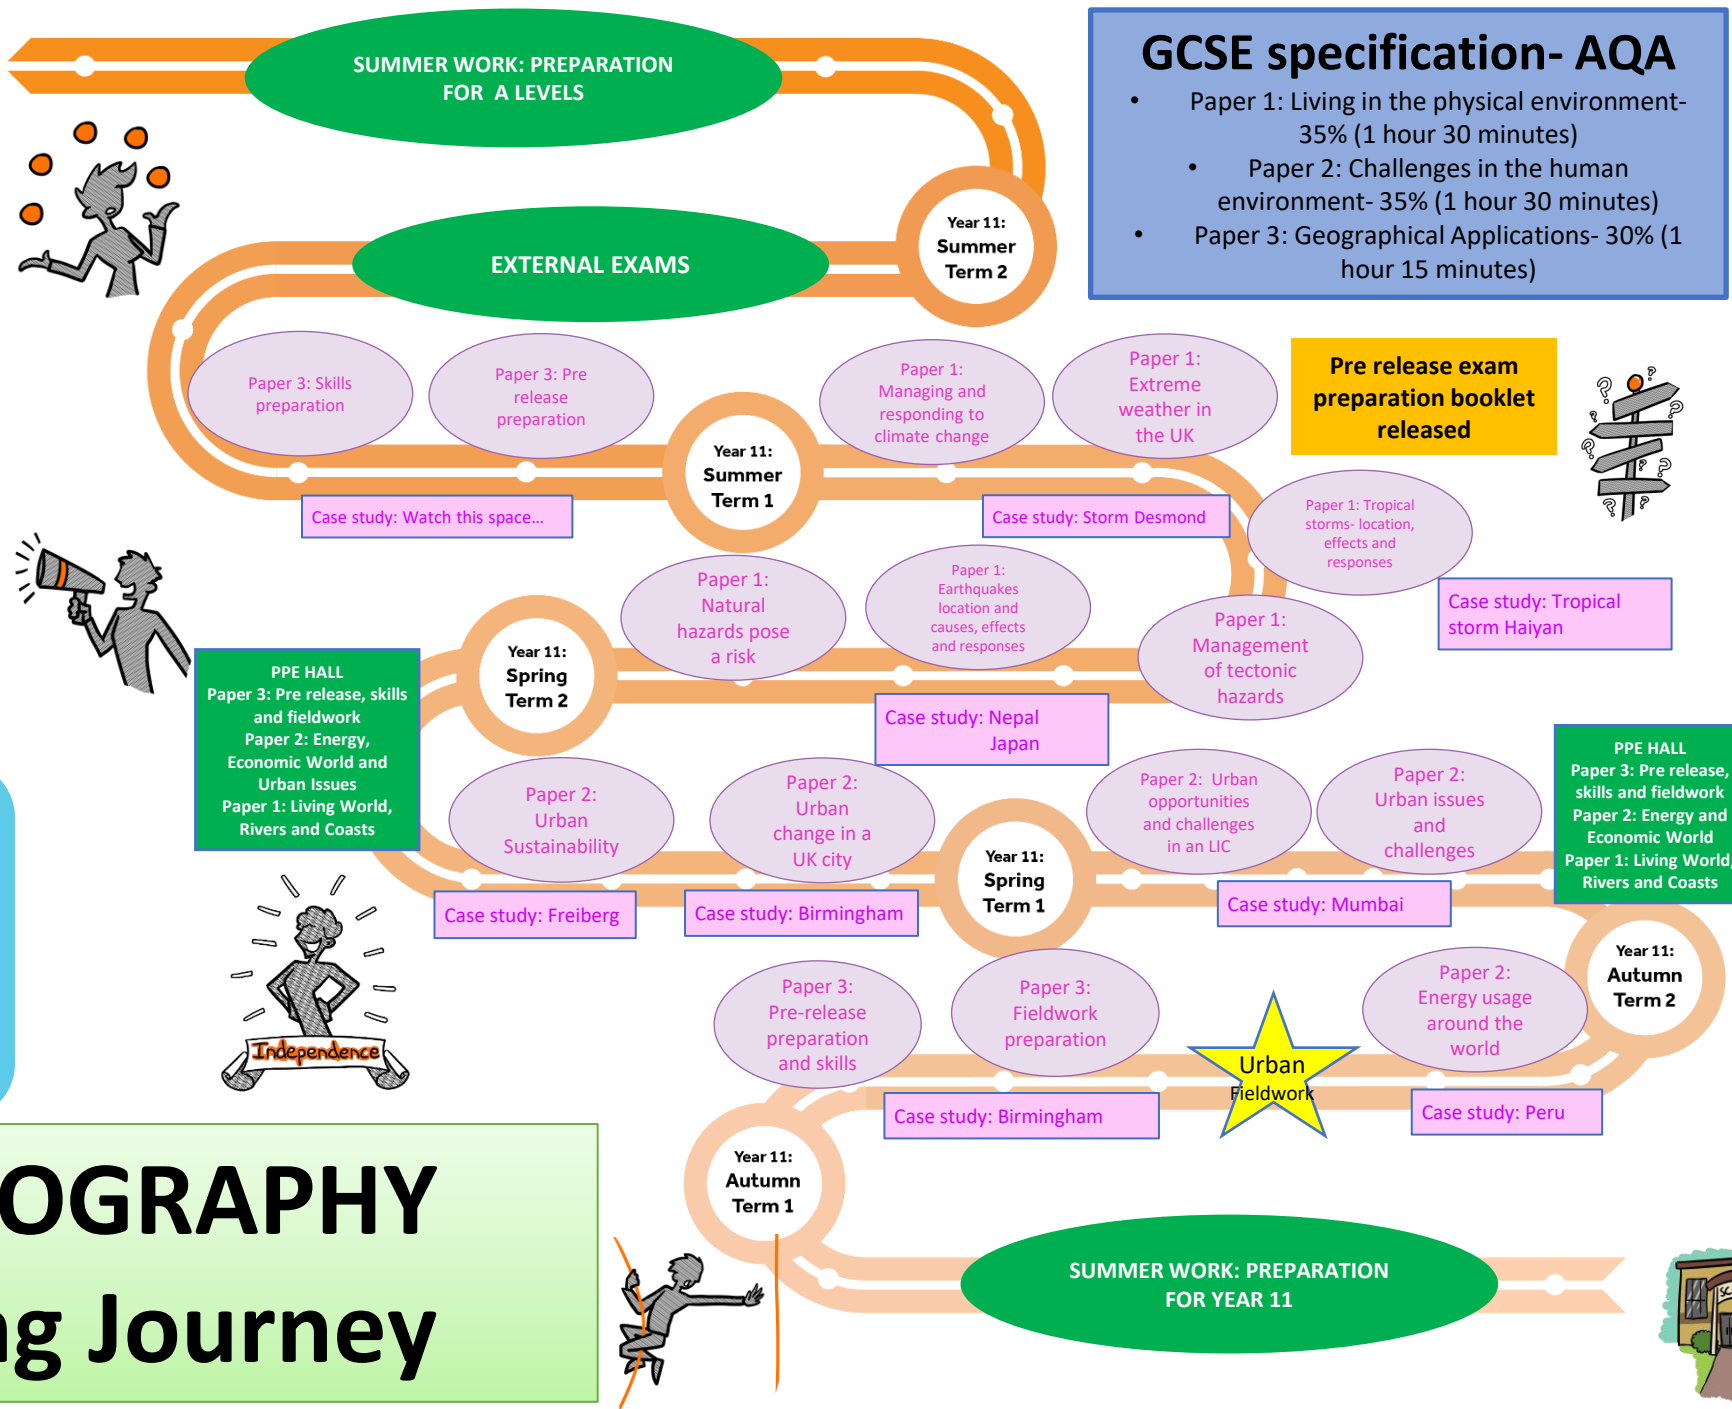 SUMMER WORK: PREPARATION
FOR  A LEVELS
GCSE specification- AQA
• Paper 1: Living in the physical environment-
35% (1 hour 30 minutes)
• Paper 2: Challenges in the human
environment- 35% (1 hour 30 minutes)
• Paper 3: Geographical Applications- 30% (1
hour 15 minutes)
Year 11:
Summer
Term 2
EXTERNAL EXAMS
Paper 3: Skills
preparation
Paper 3: Pre
release
preparation
Year 11:
Summer
Term 1
Paper 1:
Managing and
responding to
climate change
Paper 1:
Extreme
weather in
the UK
Pre release exam
preparation booklet
released
Case study: Watch this space...
Case study: Storm Desmond
Paper 1: Tropical
storms- location,
effects and
responses
Case study: Tropical
storm Haiyan
Year 11:
Spring
Term 2
Paper 1:
Natural
hazards pose
a risk
Paper 1:
Earthquakes
location and
causes, effects
and responses
Paper 1:
Management
of tectonic
hazards
Case study: Nepal
Japan
PPE HALL
Paper 3: Pre release, skills
and fieldwork
Paper 2: Energy,
Economic World and
Urban Issues
Paper 1: Living World,
Rivers and Coasts
Paper 2:
Urban
Sustainability
Paper 2:
Urban
change in a
UK city
Year 11:
Spring
Term 1
Paper 2:  Urban
opportunities
and challenges
in an LIC
Paper 2:
Urban issues
and
challenges
PPE HALL
Paper 3: Pre release,
skills and fieldwork
Paper 2: Energy and
Economic World
Paper 1: Living World,
Rivers and Coasts
Case study: Freiberg
Case study: Birmingham
Case study: Mumbai
Year 11:
Autumn
Term 2
Paper 3:
Pre-release
preparation
and skills
Paper 3:
Fieldwork
preparation
Urban
Fieldwork
Paper 2:
Energy usage
around the
world
Case study: Birmingham
Case study: Peru
Independence
Year 11:
Autumn
Term 1
OGRAPHY
ng Journey
SUMMER WORK: PREPARATION
FOR YEAR 11